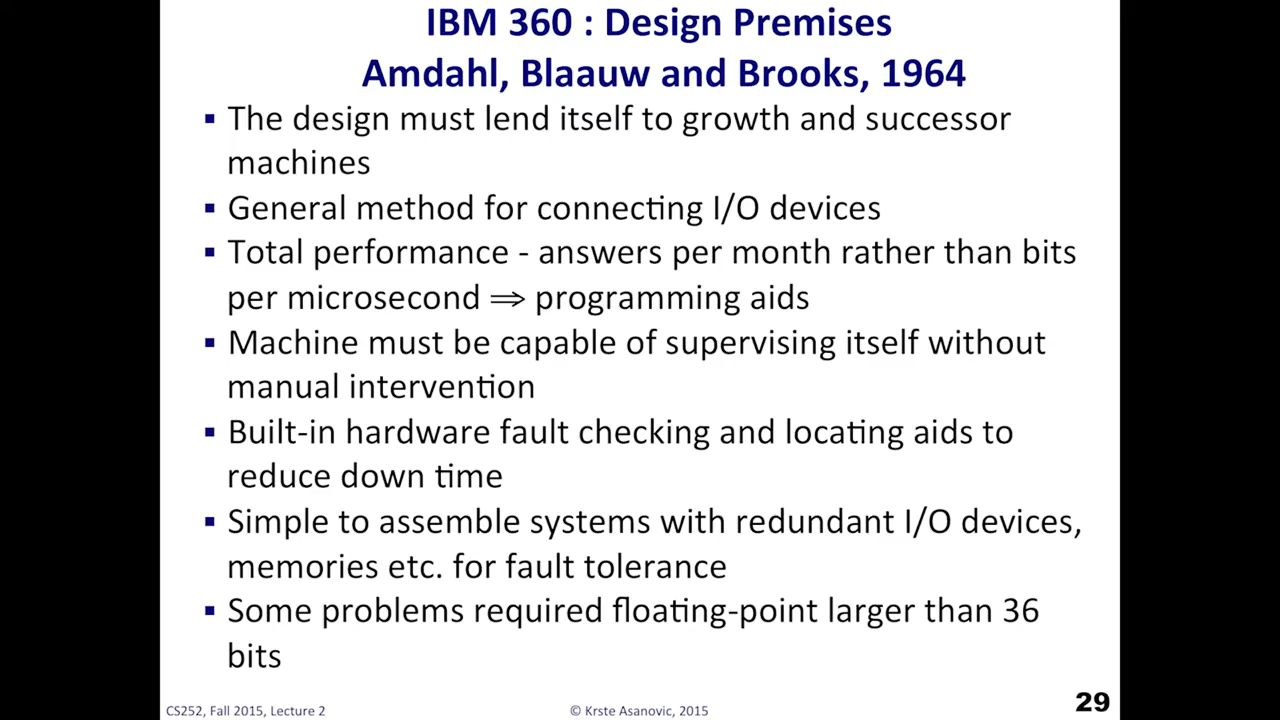 IBM 360 : Design Premises
Amdahl, Blaauw and Brooks, 1964
▪ The design must lend itself to growth and successor
machines
▪ General method for connecting I/O devices
▪ Total performance - answers per month rather than bits
per microsecond ⇒ programming aids
▪ Machine must be capable of supervising itself without
manual intervention
▪ Built-in hardware fault checking and locating aids to
reduce down time
▪ Simple to assemble systems with redundant I/O devices,
memories etc. for fault tolerance
▪ Some problems required floating-point larger than 36
bits
CS252, Fall 2015, Lecture 2
© Krste Asanovic, 2015
29